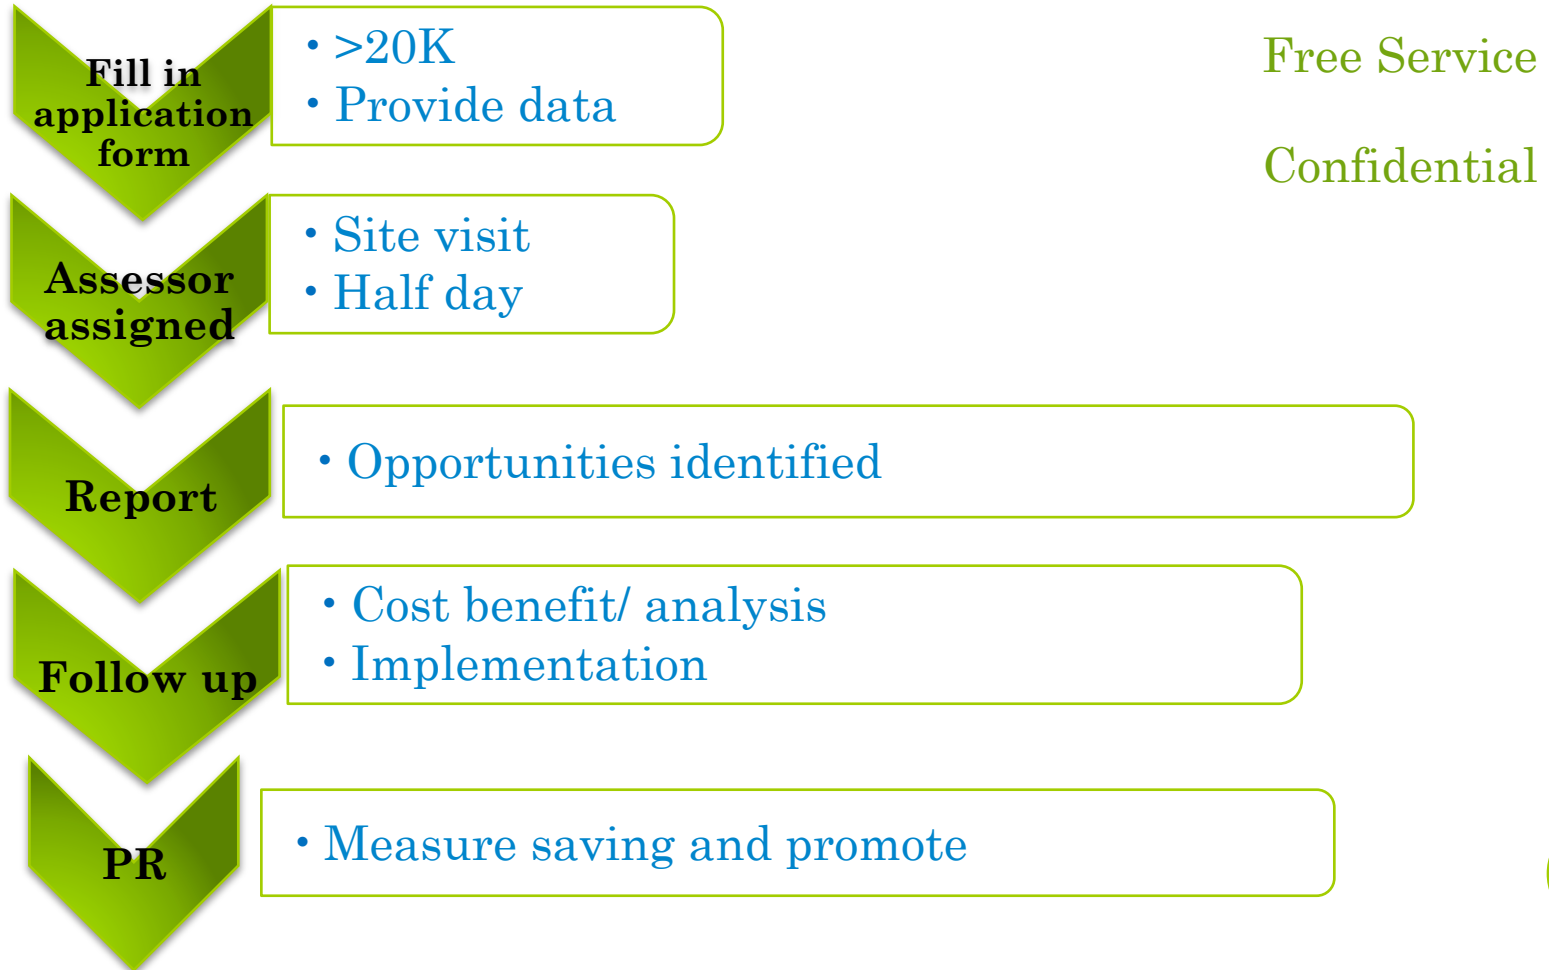 Fill in
application
form
• >20K
• Provide data
Free Service
Confidential
Assessor
assigned
• Site visit
• Half day
Report
• Opportunities identified
Follow up
• Cost benefit/ analysis
• Implementation
PR
• Measure saving and promote